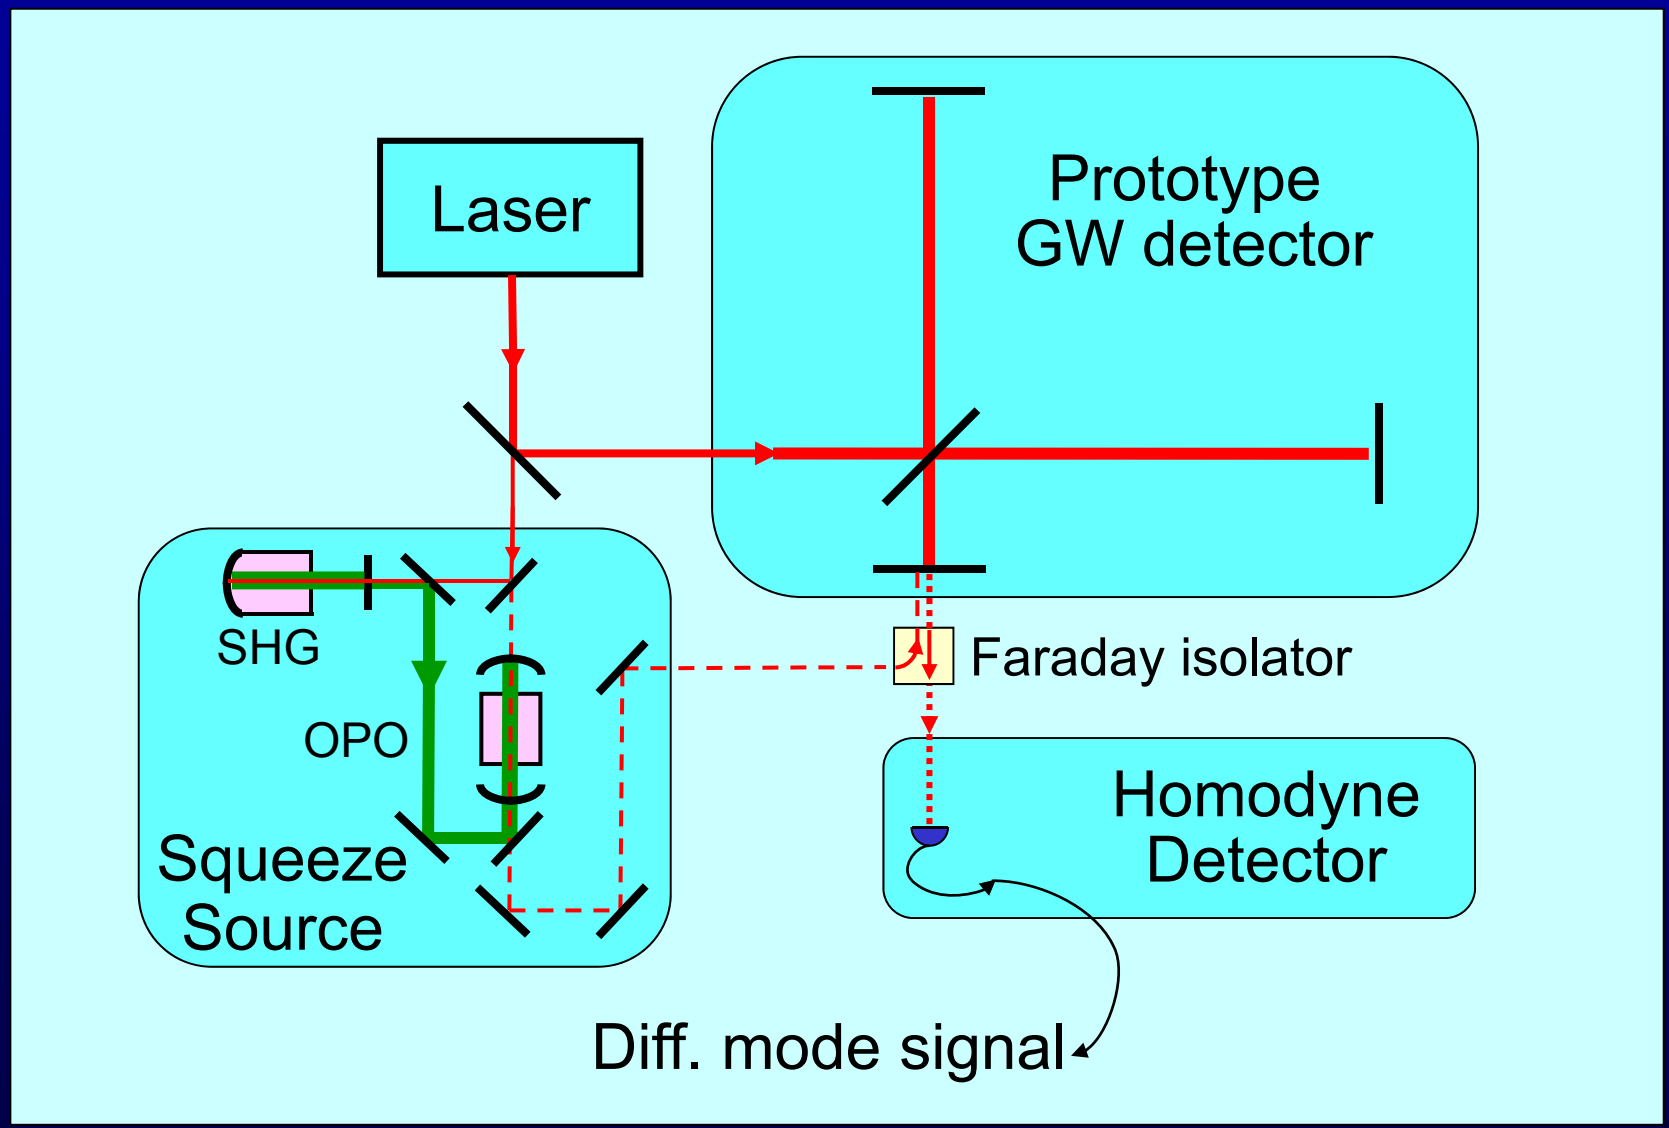 Laser
Prototype
GW detector
SHG
Faraday isolator
OPO
Homodyne
Detector
Squeeze
Source
Diff. mode signal